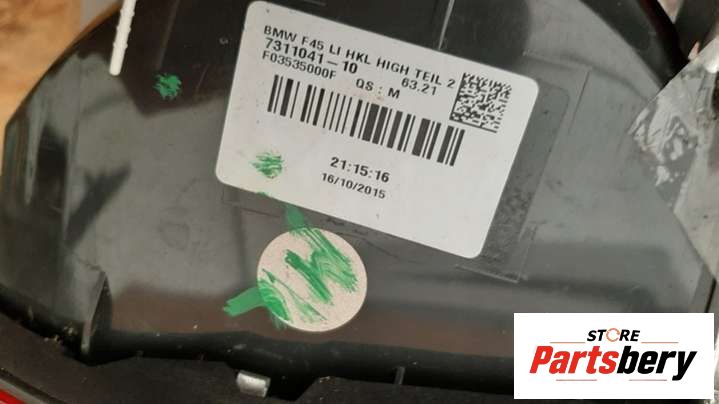 BMW F45 LI HKL HIGH TEIL 2
7311041-10 63.21
F03535000F QS : M
21:15:16
16/10/2015
STORE
Partsbery